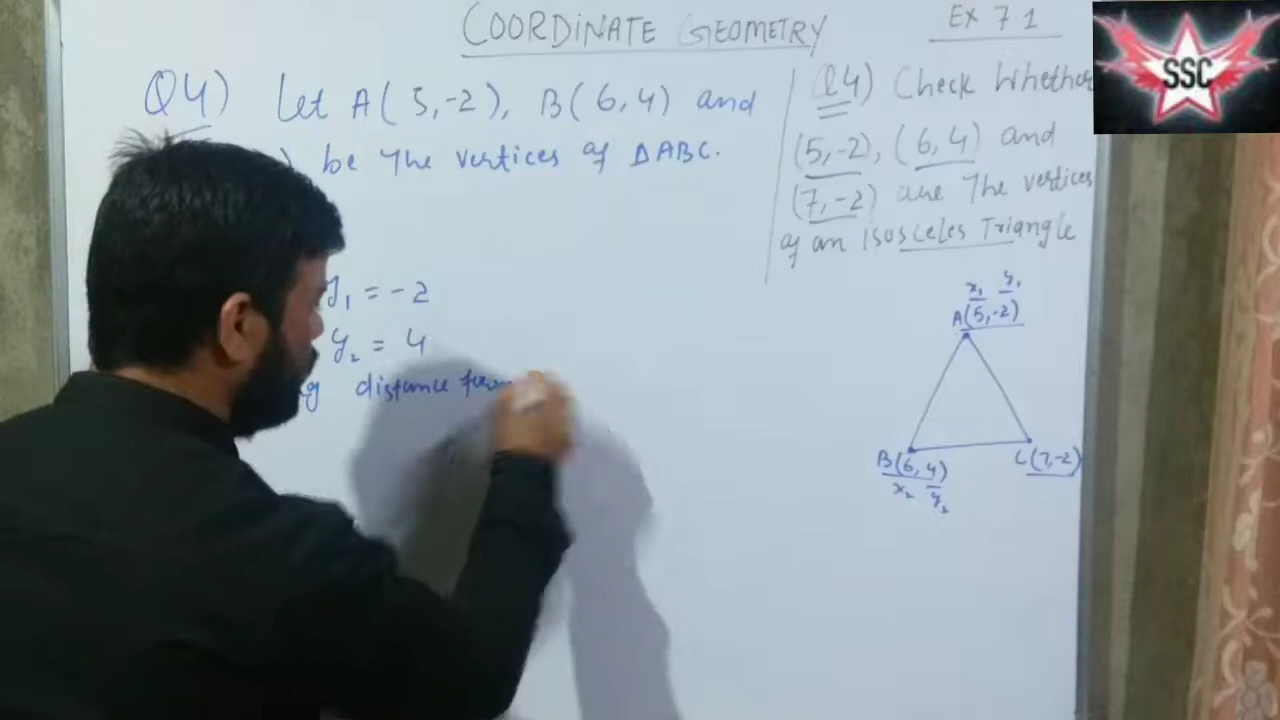 COORDINATE GEOMETRY
Ex 7.1
SSC
Q4) Let A(5,-2), B(6,4) and
be the vertices of ΔABC.
y₁ = -2
y₂ = 4
distance
Q4) Check Whether
(5,-2), (6,4) and
(7,-2) are The vertices
of an Isosceles Triangle
x₁ y₁
A(5,-2)
B(6,4)
x₂ y₂
C(7,-2)